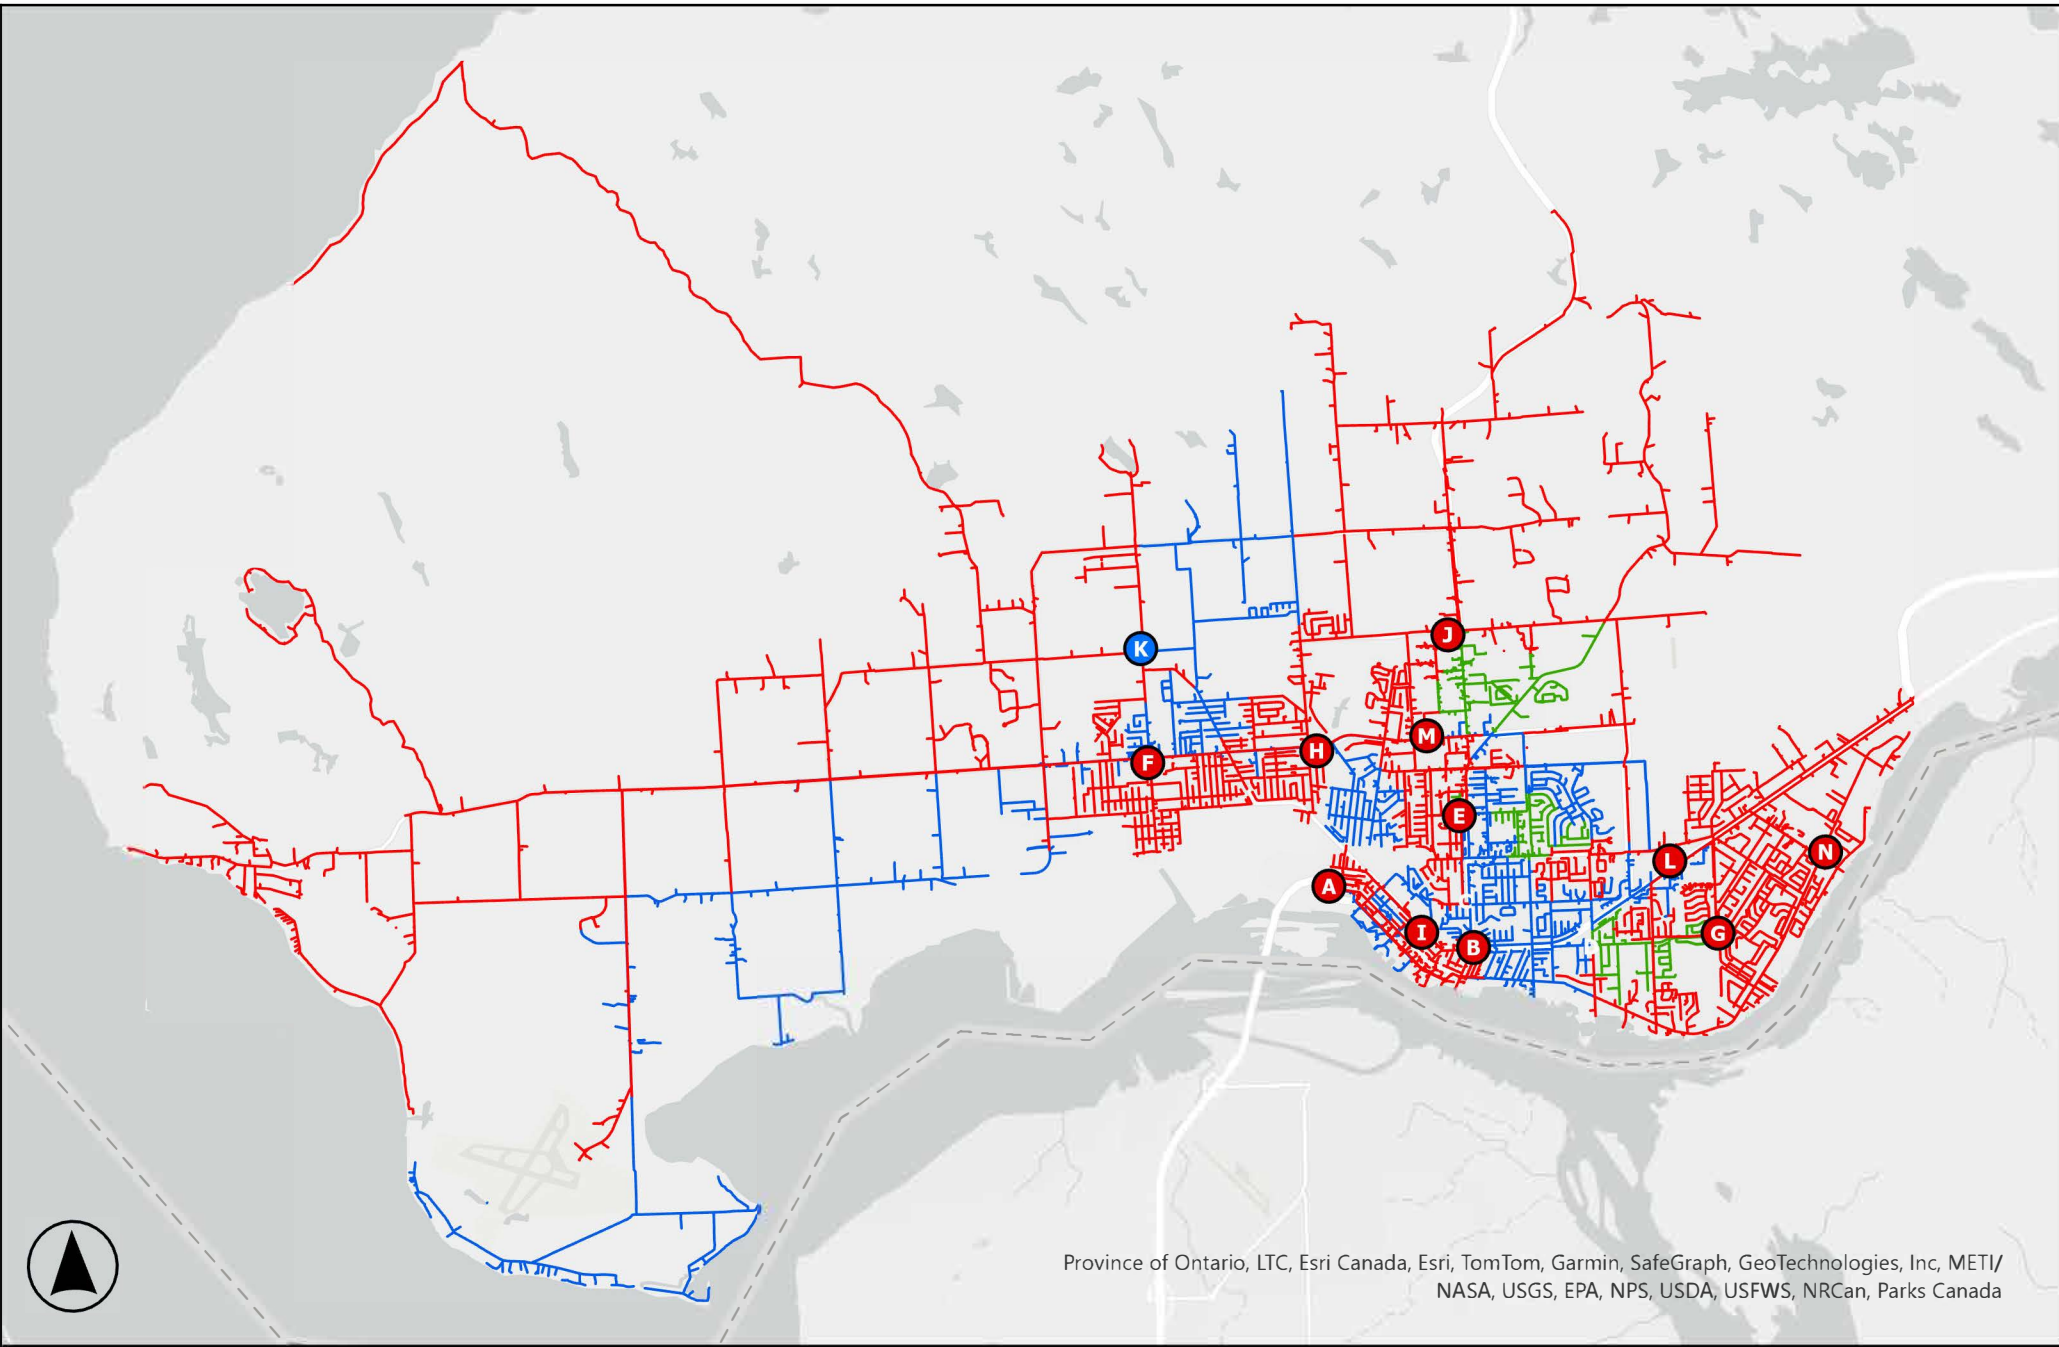 J
K
M
H
F
E
N
L
A
I
G
B
Province of Ontario, LTC, Esri Canada, Esri, TomTom, Garmin, SafeGraph, GeoTechnologies, Inc, METI/
NASA, USGS, EPA, NPS, USDA, USFWS, NRCan, Parks Canada